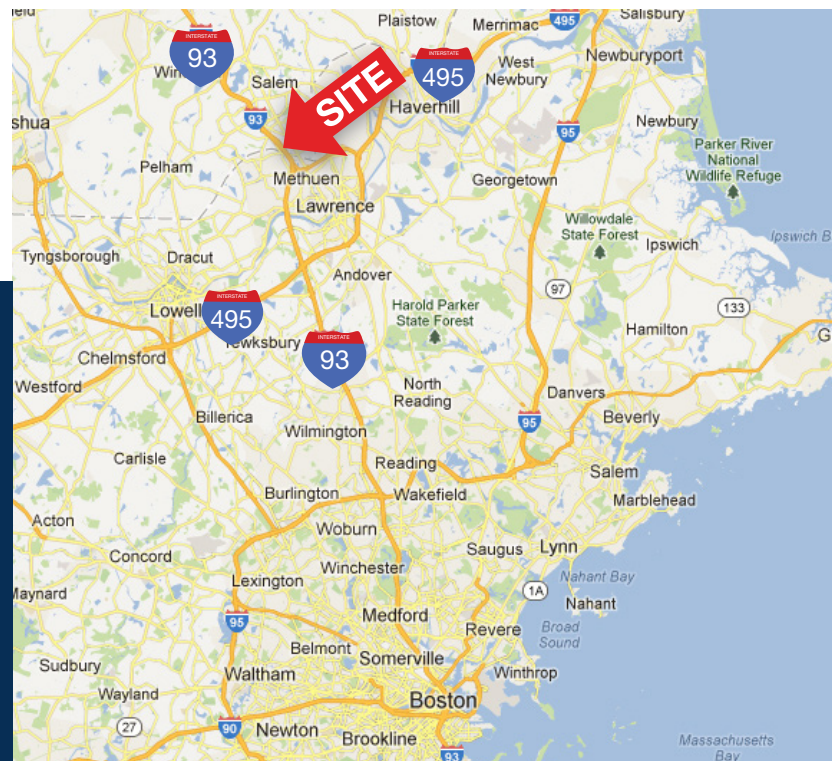 Plaistow
Merrimac
495
Salisbury
INTERSTATE
93
Salem
INTERSTATE
495
West
Newbury
Newburyport
SITE
Haverhill
93
95
Newbury
Parker River
National
Wildlife Refuge
shua
Pelham
Methuen
Georgetown
Lawrence
Willowdale
State Forest
Ipswich
Ipswich B
Tyngsborough
Dracut
Andover
97
133
Lowell
INTERSTATE
495
Harold Parker
State Forest
Hamilton
G
INTERSTATE
93
Chelmsford
Westford
North
Reading
Danvers
Billerica
95
Beverly
Wilmington
Carlisle
Reading
Salem
Burlington
Wakefield
Marblehead
Acton
Woburn
Concord
Saugus
Lynn
Winchester
Lexington
Nahant Bay
1A
Nahant
Maynard
Medford
95
Revere
Broad
Sound
Belmont
Somerville
Sudbury
Waltham
Winthrop
Wayland
Boston
27
90
Newton
Brookline
93
Massachusetts
Bay